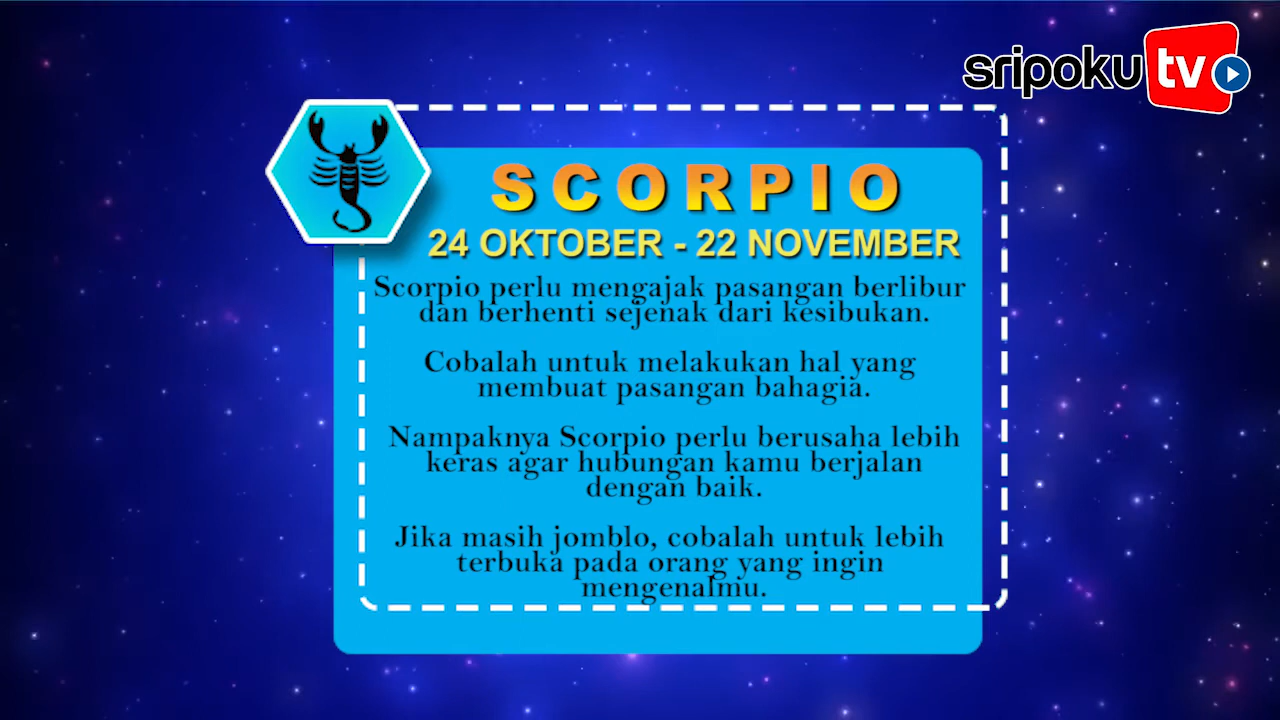 sripoku tv
SCORPIO
24 OKTOBER - 22 NOVEMBER
Scorpio perlu mengajak pasangan berlibur
dan berhenti sejenak dari kesibukan.
Cobalah untuk melakukan hal yang
membuat pasangan bahagia.
Nampaknya Scorpio perlu berusaha lebih
keras agar hubungan kamu berjalan
dengan baik.
Jika masih jomblo, cobalah untuk lebih
terbuka pada orang yang ingin
mengenalmu.